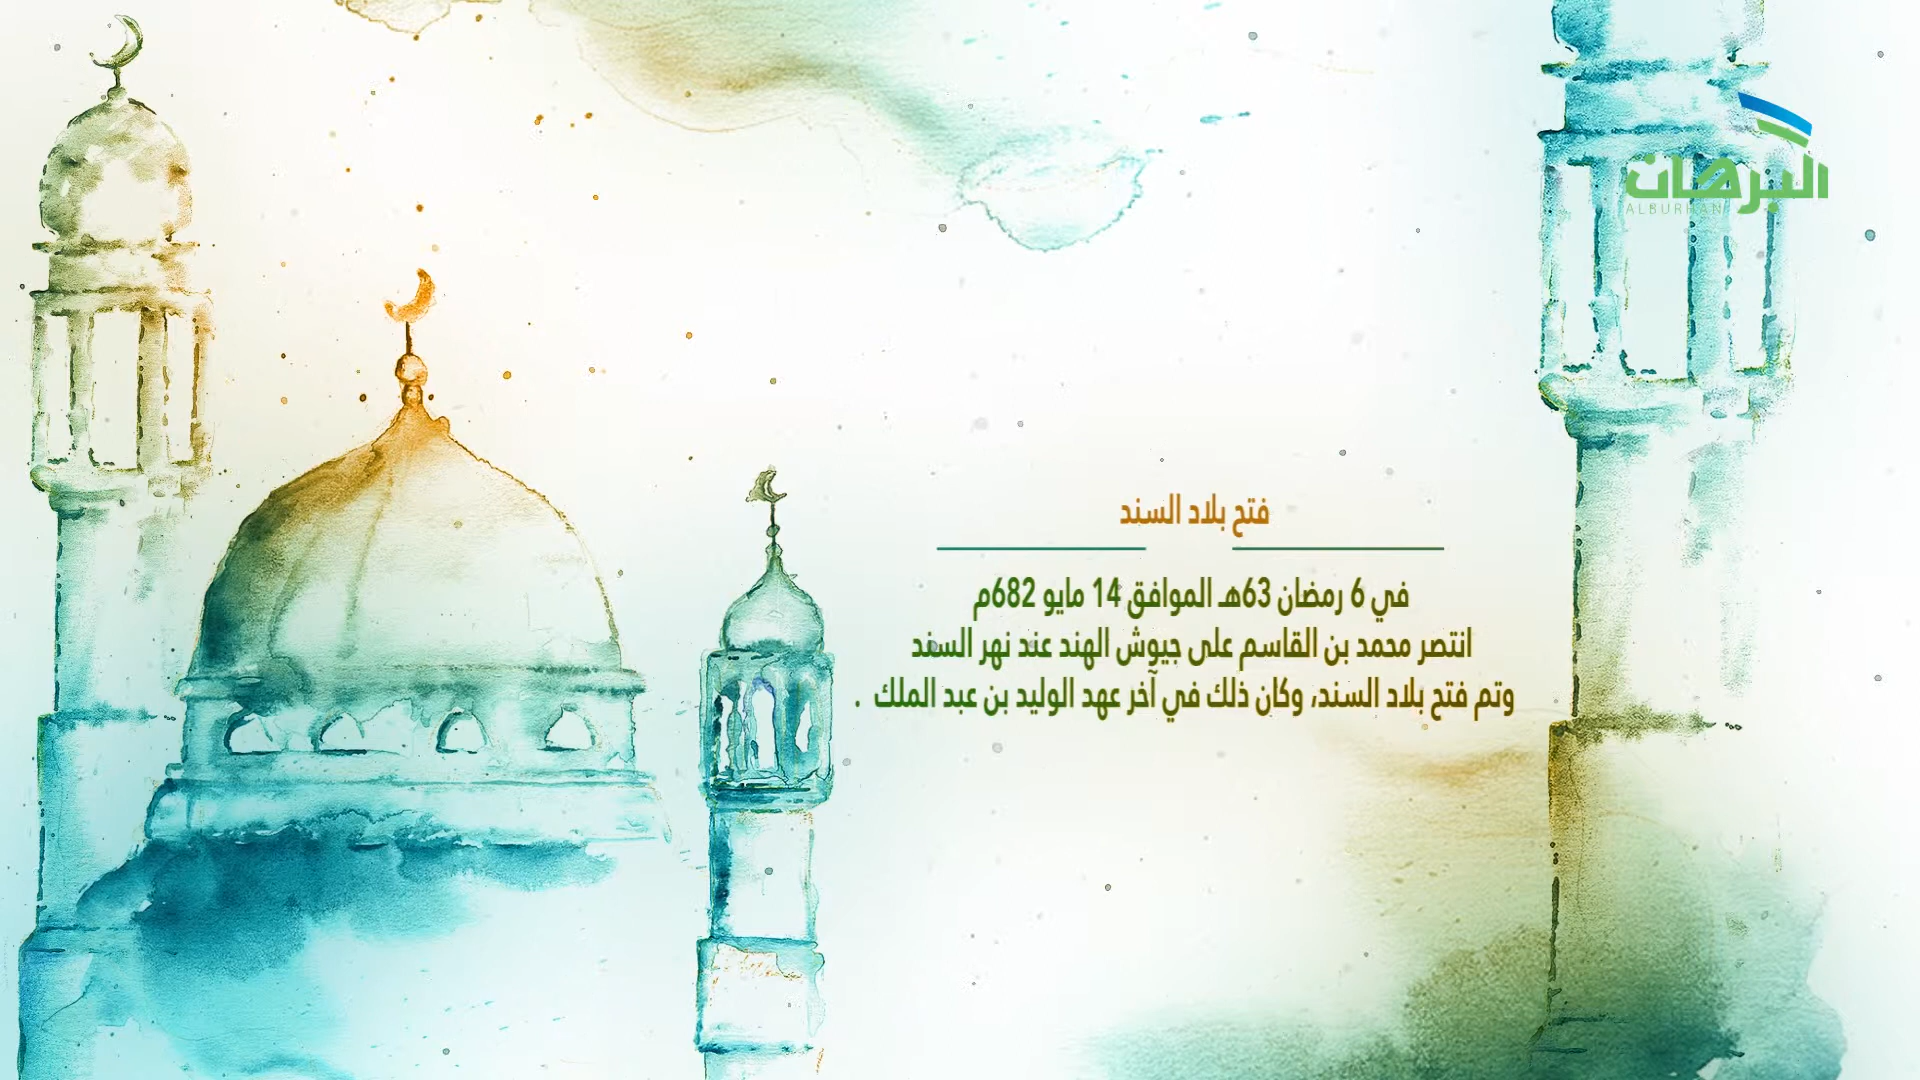 البرهان
ALBURHAN
فتح بلاد السند
في 6 رمضان 63هـ الموافق 14 مايو 682م
انتصر محمد بن القاسم على جيوش الهند عند نهر السند
وتم فتح بلاد السند، وكان ذلك في آخر عهد الوليد بن عبد الملك .